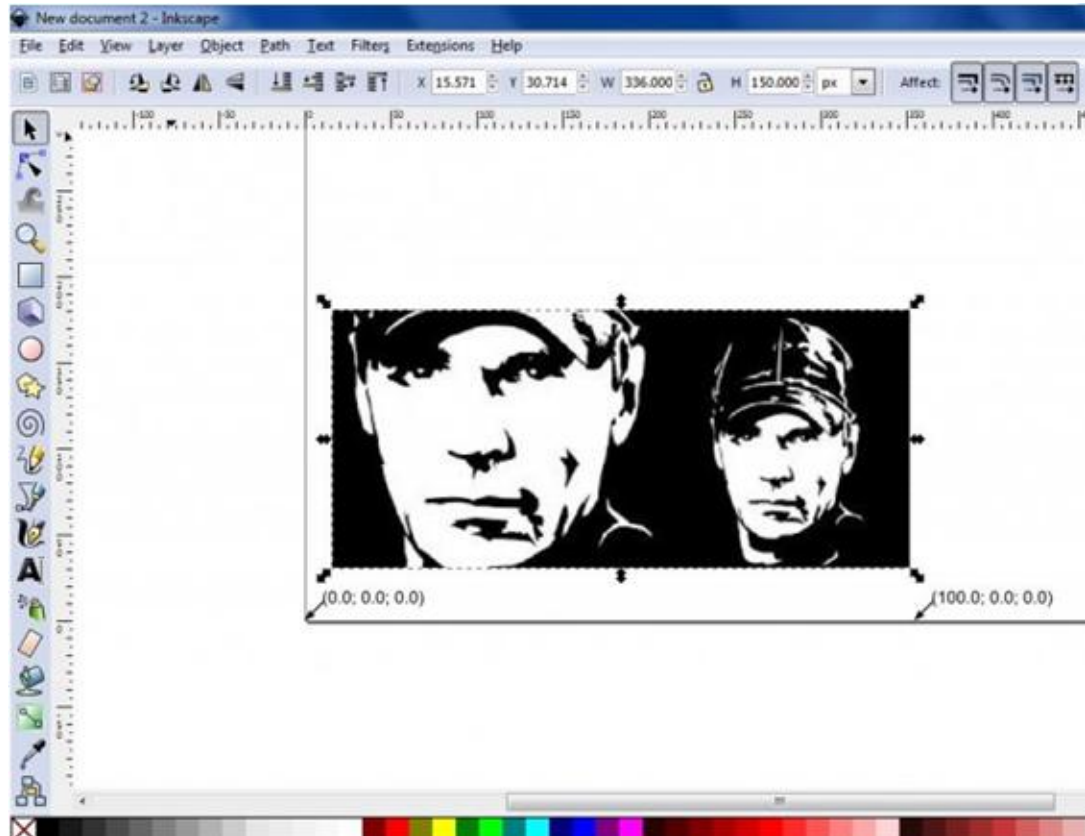 New document 2 - Inkscape
File Edit View Layer Object Path Text Filters Extensions Help
X 15.571 Y 30.714 W 336.000 H 150.000 px Affect:
(0.0; 0.0; 0.0) (100.0; 0.0; 0.0)